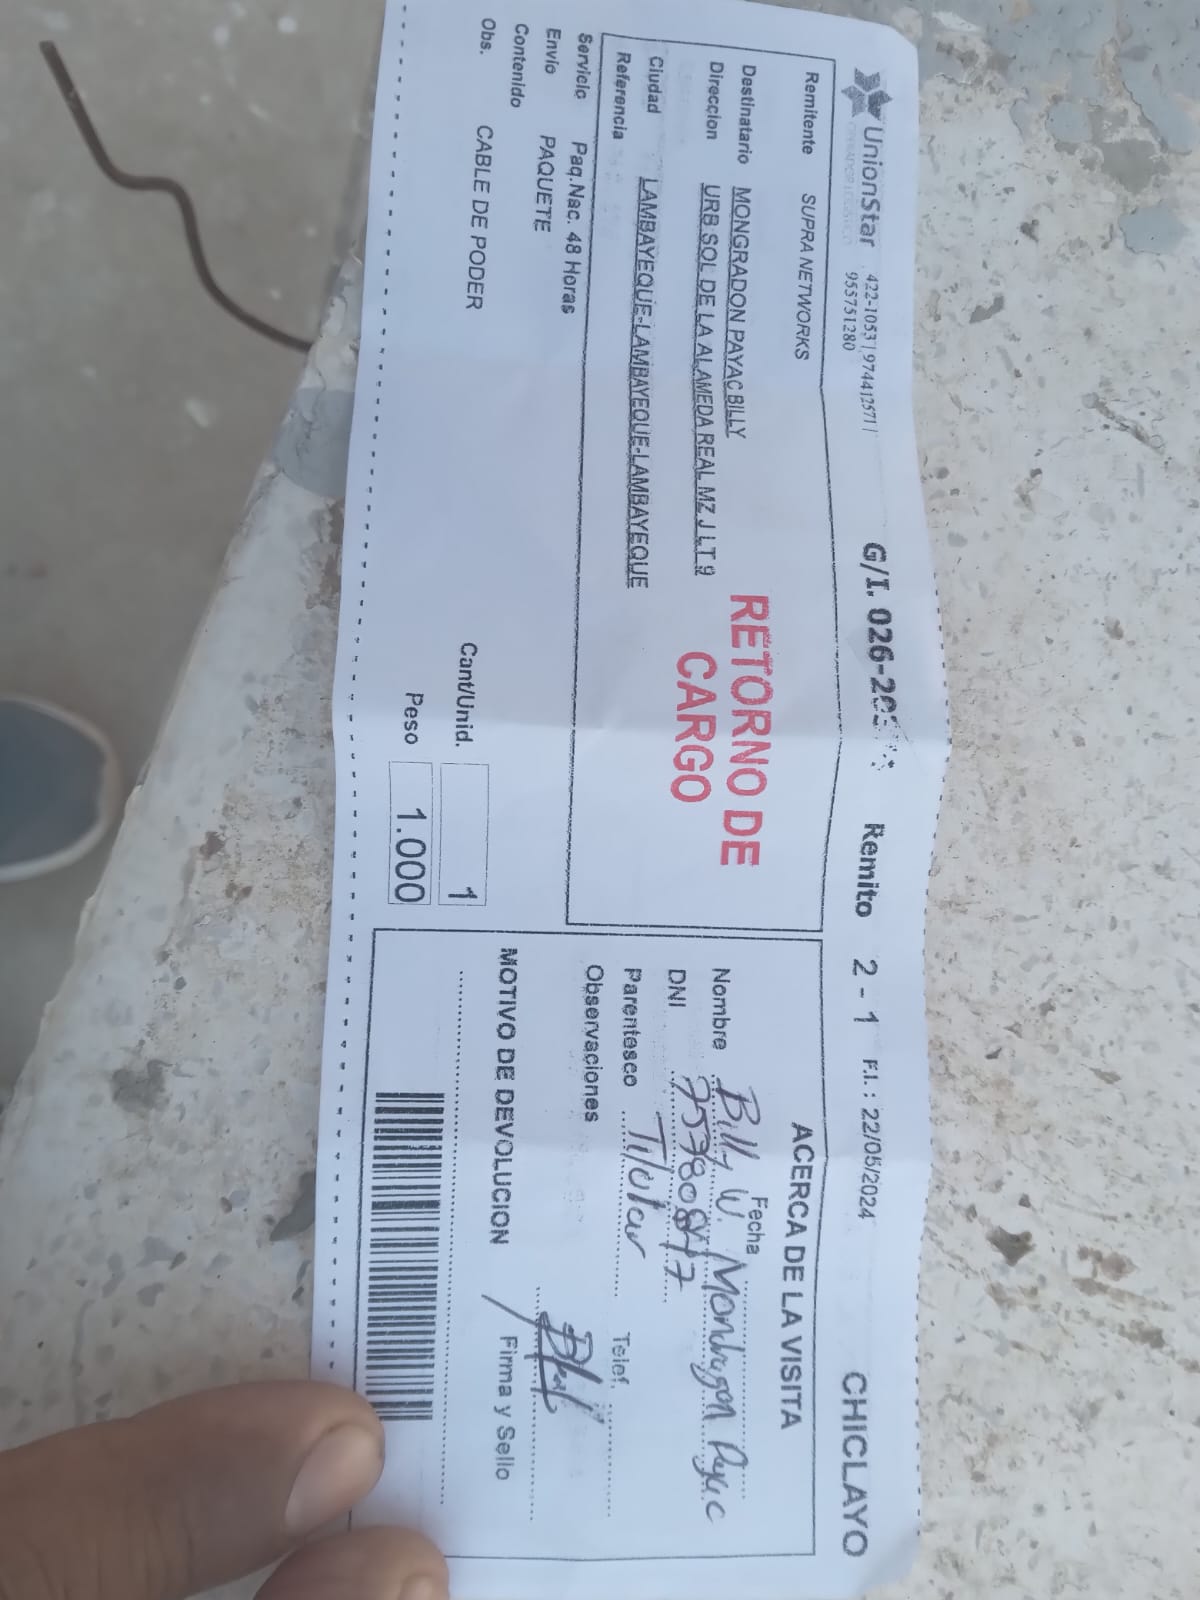 UnionStar 422-1053 | 974412571 |
OPERADOR LOGISTICO 955751280
G/I. 026-
Remito 2 - 1 F.I.: 22/05/2024 CHICLAYO
Remitente SUPRA NETWORKS
Destinatario MONGRADON PAYAC BILLY
Direccion URB SOL DE LA ALAMEDA REAL MZ J LT 9
Ciudad LAMBAYEQUE-LAMBAYEQUE-LAMBAYEQUE
Referencia
RETORNO DE
CARGO
Servicio Paq.Nac. 48 Horas
Envio PAQUETE
Contenido
Obs. CABLE DE PODER
Cant/Unid. 1
Peso 1.000
ACERCA DE LA VISITA
Fecha
Nombre Billy W. Mondragon Payac
DNI
Parentesco Titular Telef.
Observaciones
MOTIVO DE DEVOLUCION Firma y Sello